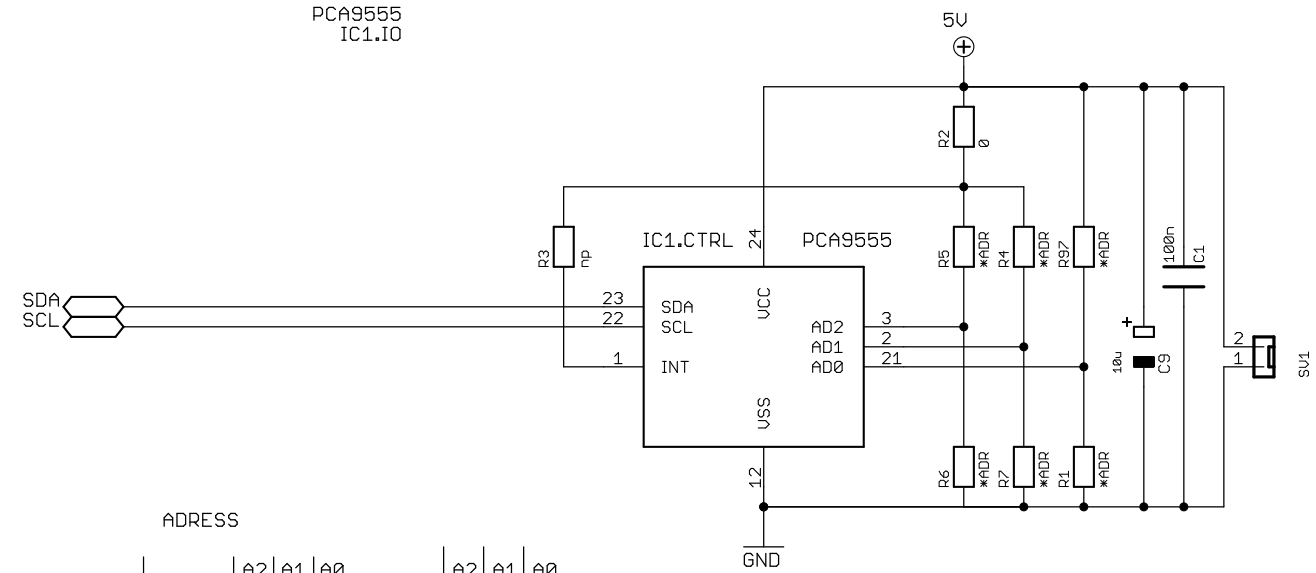 PCA9555
IC1.IO
5V
R2
0
IC1.CTRL
24
PCA9555
R3
np
R5
*ADR
R4
*ADR
R97
*ADR
100n
C1
SDA
SCL
23
22
1
SDA
SCL
INT
VCC
VSS
AD2
AD1
AD0
3
2
21
+
10u
C9
2
1
SV1
12
R6
*ADR
R7
*ADR
R1
*ADR
GND
ADRESS
A2 A1 A0
A2 A1 A0